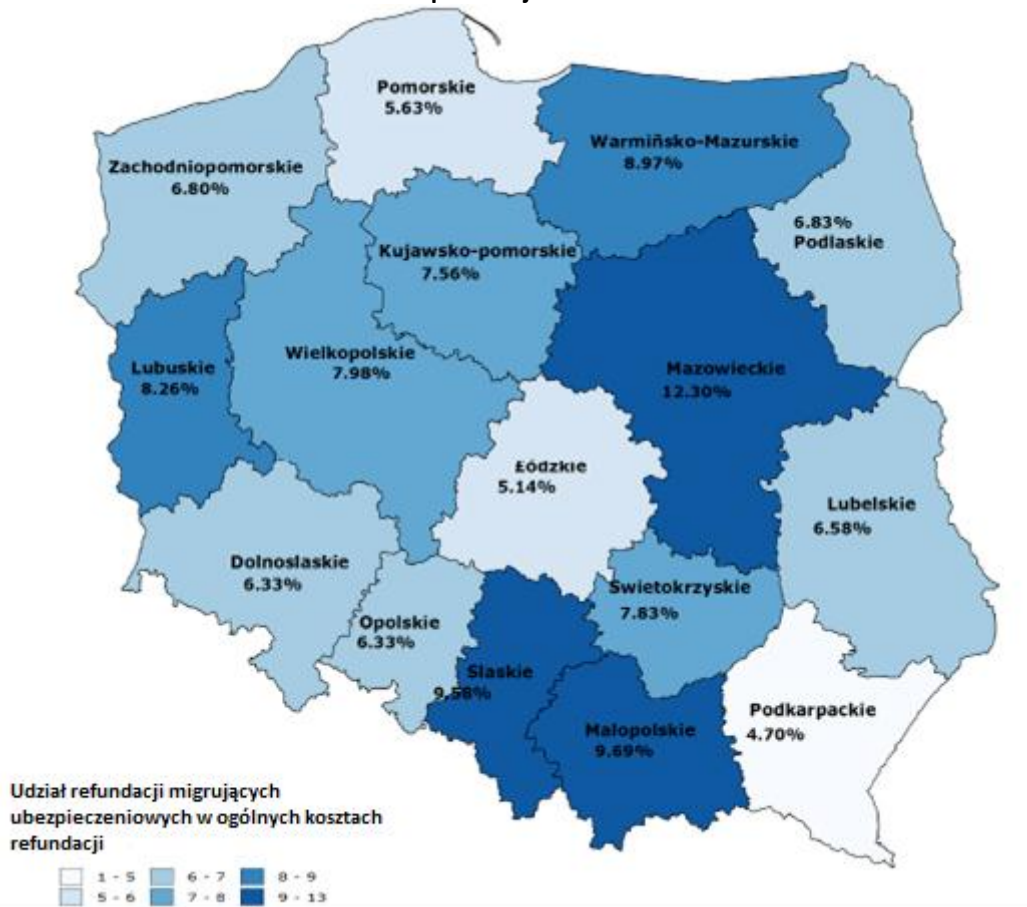 Pomorskie
5.63%
Warmińsko-Mazurskie
8.97%
Zachodniopomorskie
6.80%
6.83%
Podlaskie
Kujawsko-pomorskie
7.56%
Wielkopolskie
7.98%
Lubuskie
8.26%
Mazowieckie
12.30%
Łódzkie
5.14%
Lubelskie
6.58%
Dolnoslaskie
6.33%
Swietokrzyskie
7.83%
Opolskie
6.33%
Slaskie
9.58%
Małopolskie
9.69%
Podkarpackie
4.70%
Udział refundacji migrujących
ubezpieczeniowych w ogólnych kosztach
refundacji
1 - 5 6 - 7 8 - 9
5 - 6 7 - 8 9 - 13